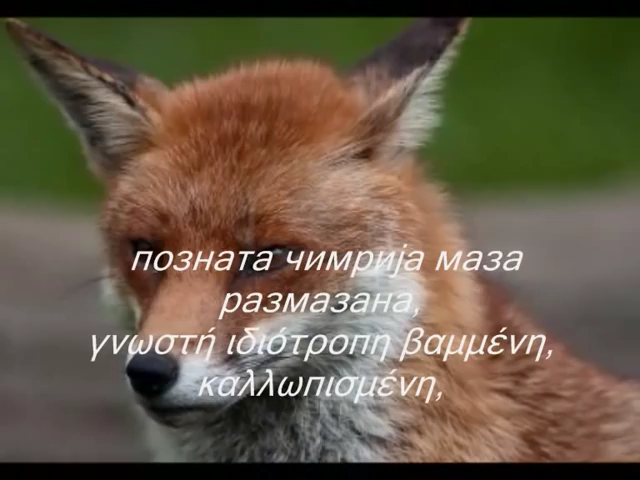 позната чимрија маза
размазана,
γνωστή ιδιότροπη βαμμένη,
καλλωπισμένη,